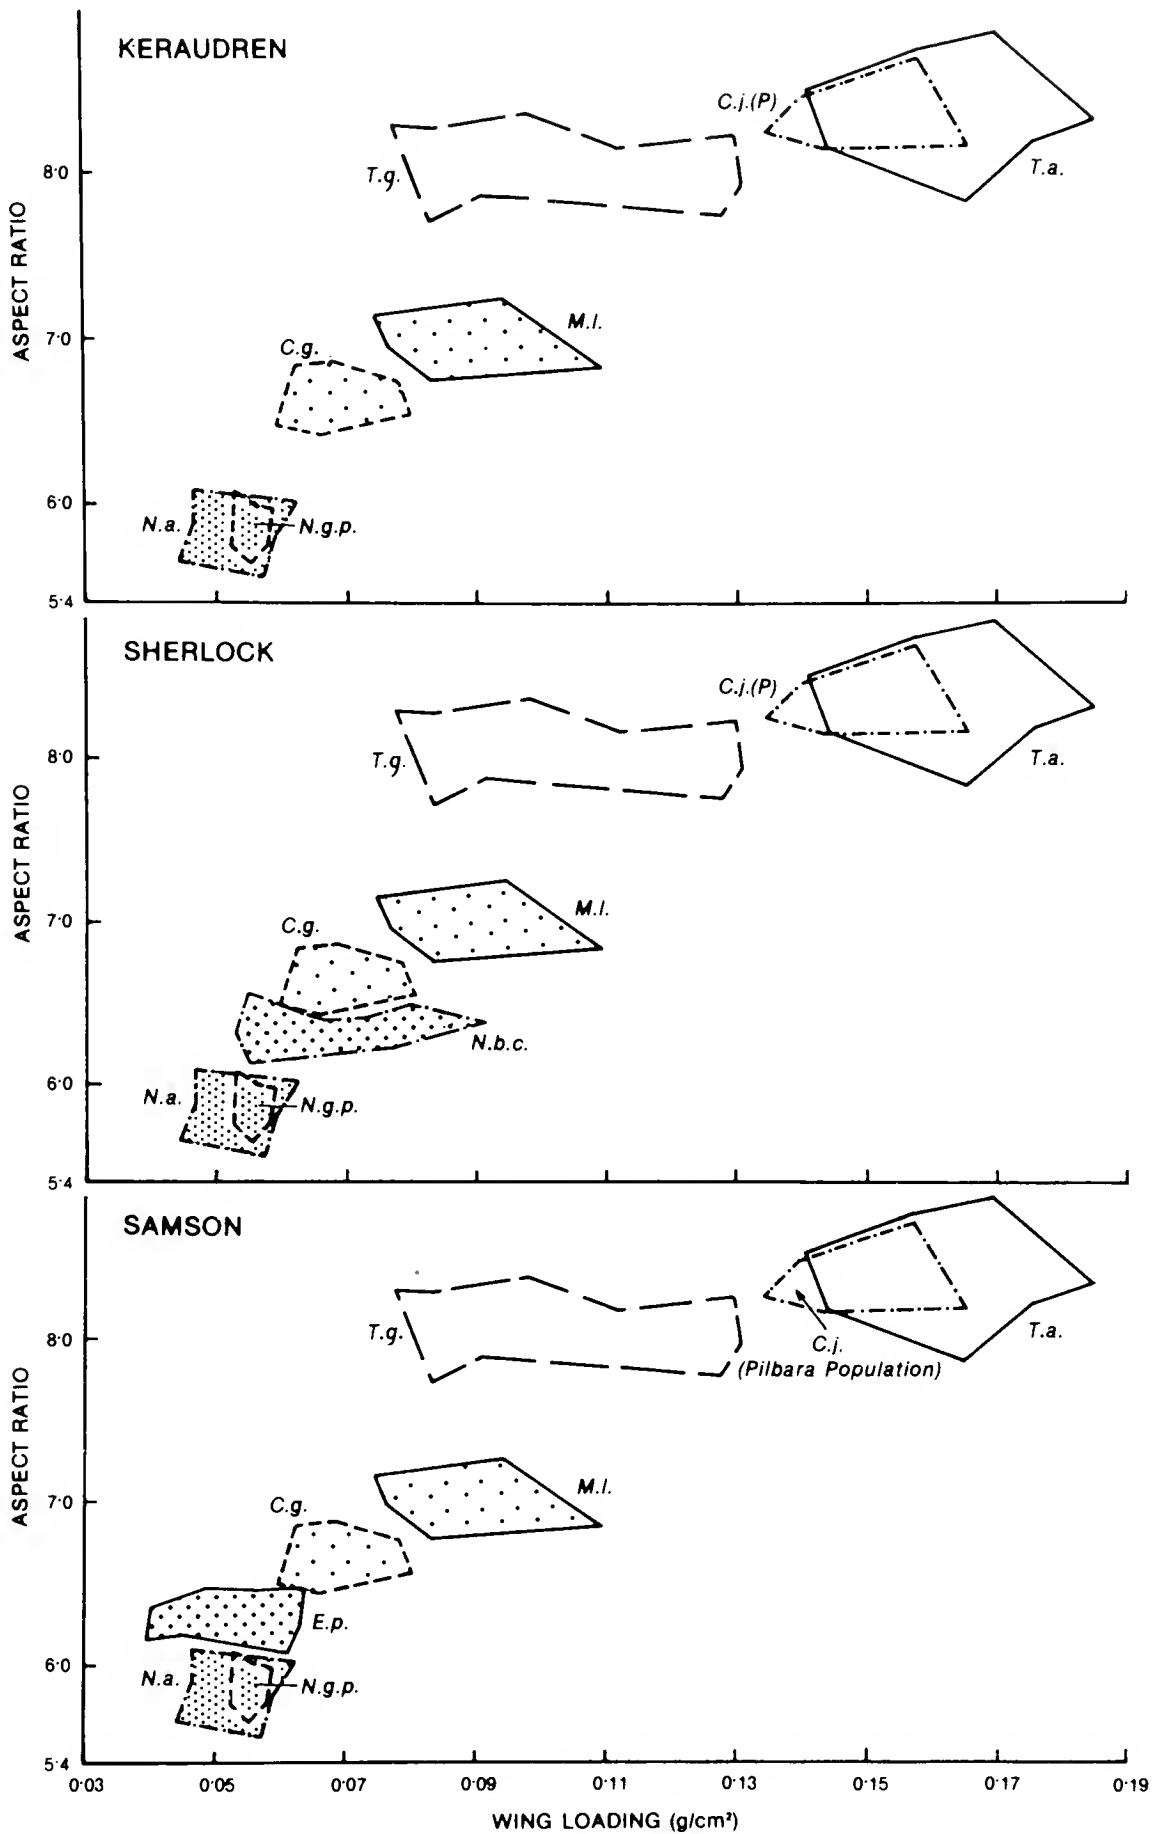 KERAUDREN
C.j.(P)
T.g.
T.a.
M.l.
C.g.
N.a.
N.g.p.
8·0
7·0
6·0
5·4
ASPECT RATIO
SHERLOCK
C.j.(P)
T.g.
T.a.
M.l.
C.g.
N.b.c.
N.a.
N.g.p.
8·0
7·0
6·0
5·4
ASPECT RATIO
SAMSON
T.g.
T.a.
C.j.
(Pilbara Population)
M.l.
C.g.
E.p.
N.a.
N.g.p.
8·0
7·0
6·0
5·4
ASPECT RATIO
0·03 0·05 0·07 0·09 0·11 0·13 0·15 0·17 0·19
WING LOADING (g/cm²)